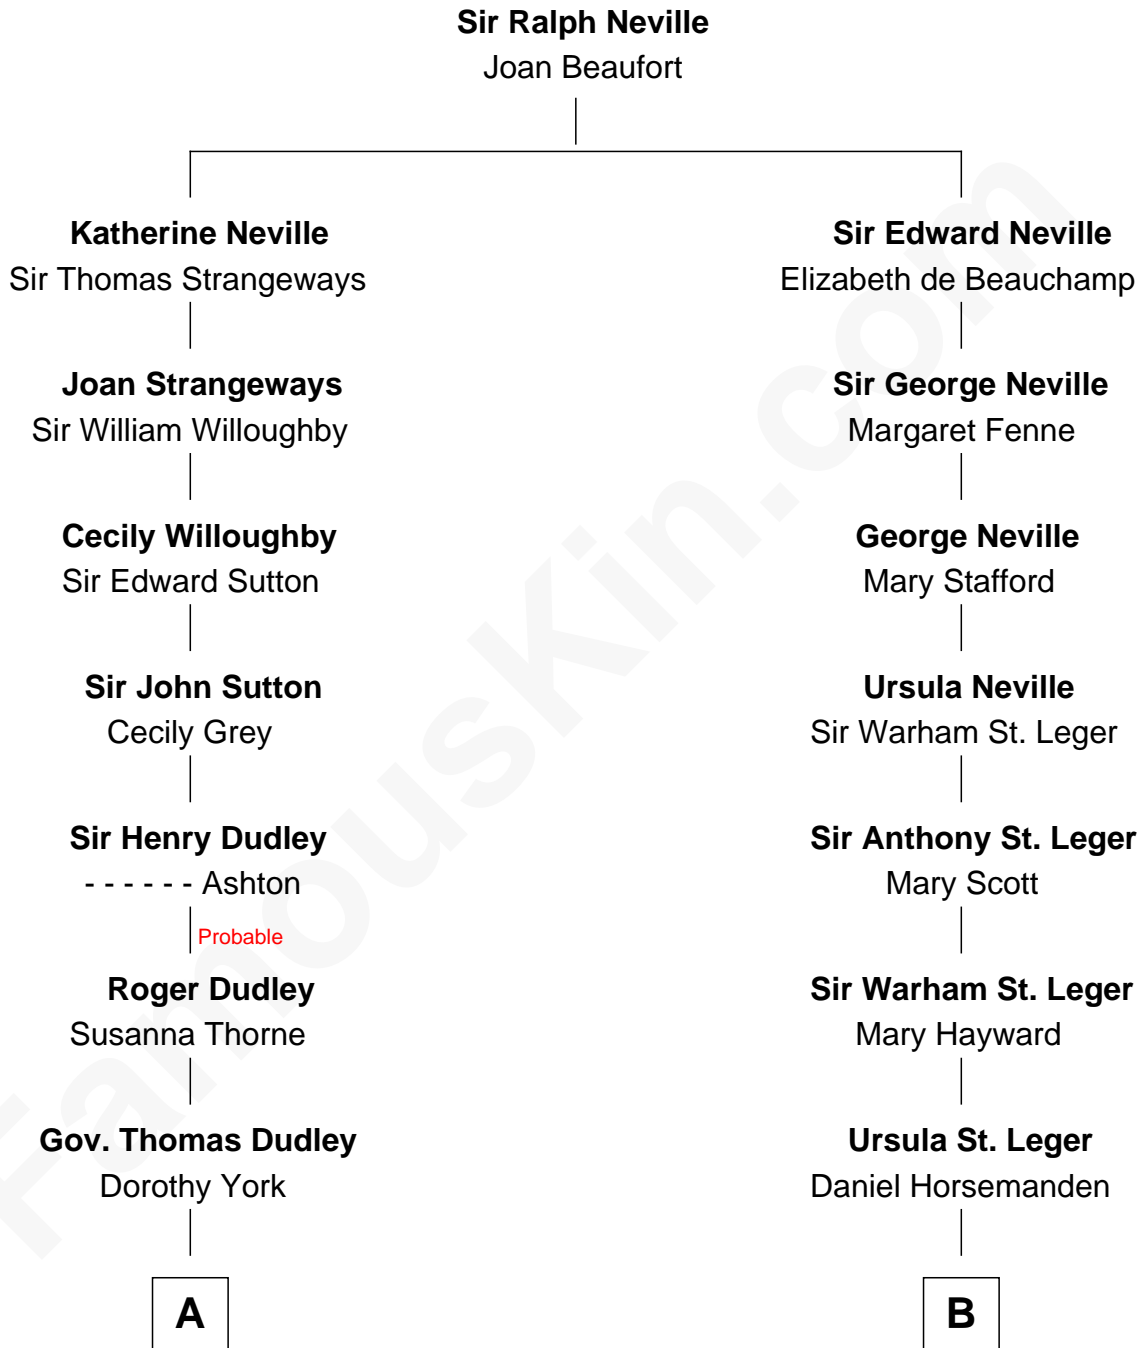 Sir Ralph Neville
Joan Beaufort
Katherine Neville
Sir Thomas Strangeways
Sir Edward Neville
Elizabeth de Beauchamp
Joan Strangeways
Sir William Willoughby
Sir George Neville
Margaret Fenne
Cecily Willoughby
Sir Edward Sutton
George Neville
Mary Stafford
Sir John Sutton
Cecily Grey
Ursula Neville
Sir Warham St. Leger
Sir Henry Dudley
- - - - - - Ashton
Sir Anthony St. Leger
Mary Scott
Probable
Roger Dudley
Susanna Thorne
Sir Warham St. Leger
Mary Hayward
Gov. Thomas Dudley
Dorothy York
Ursula St. Leger
Daniel Horsemanden
A
B
FamousKin.com